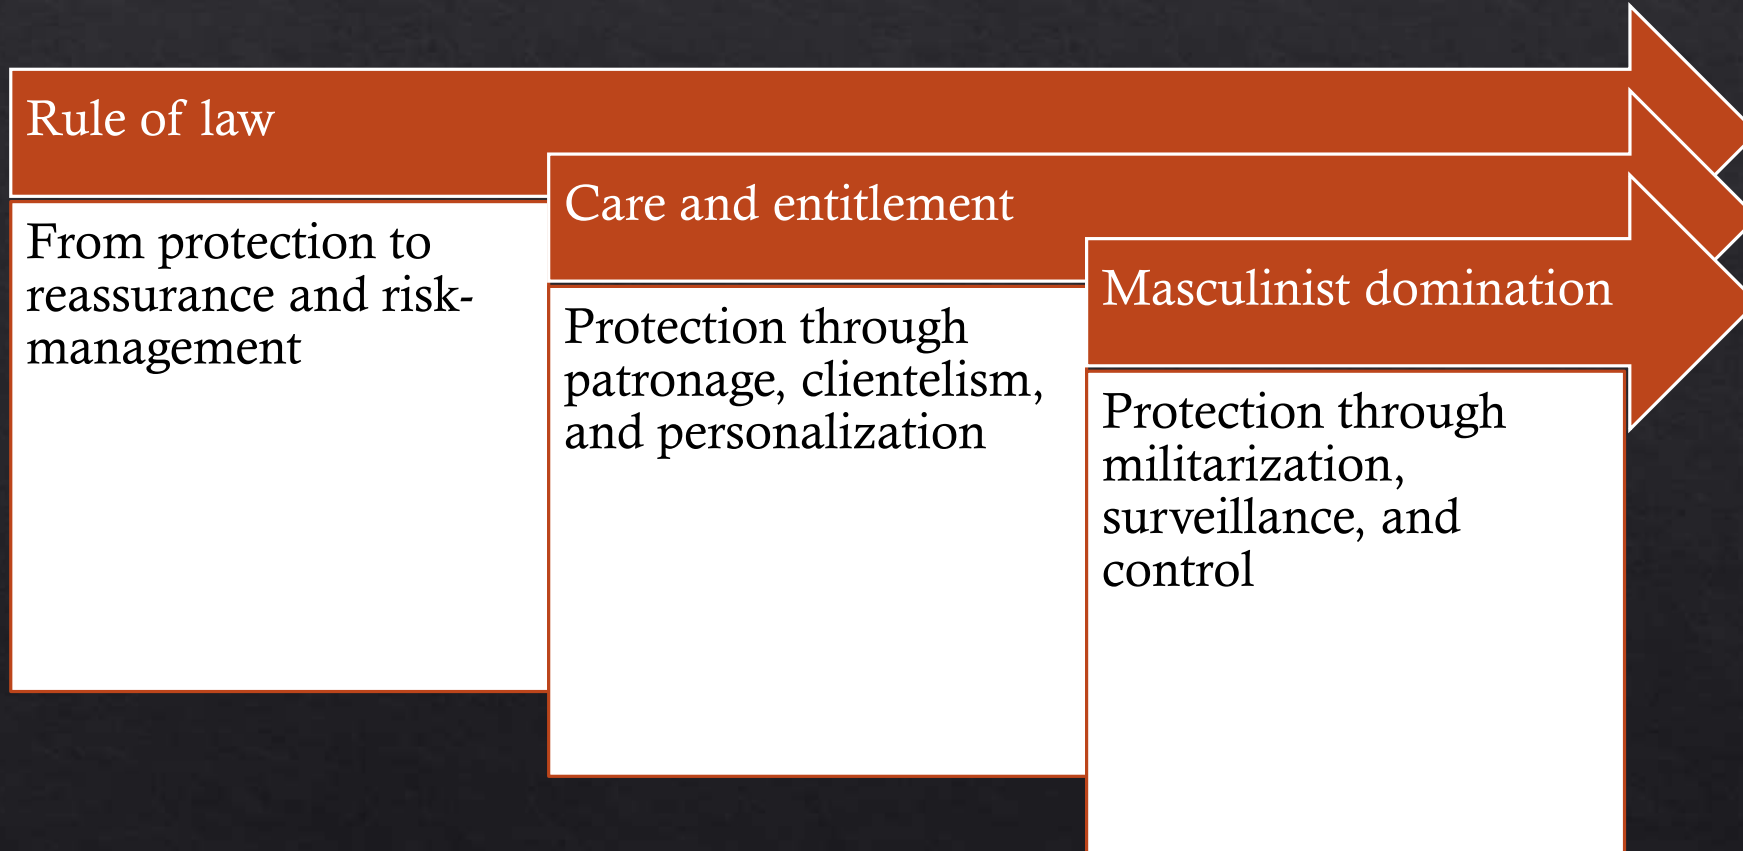 Rule of law
From protection to
reassurance and risk-
management
Care and entitlement
Protection through
patronage, clientelism,
and personalization
Masculinist domination
Protection through
militarization,
surveillance, and
control